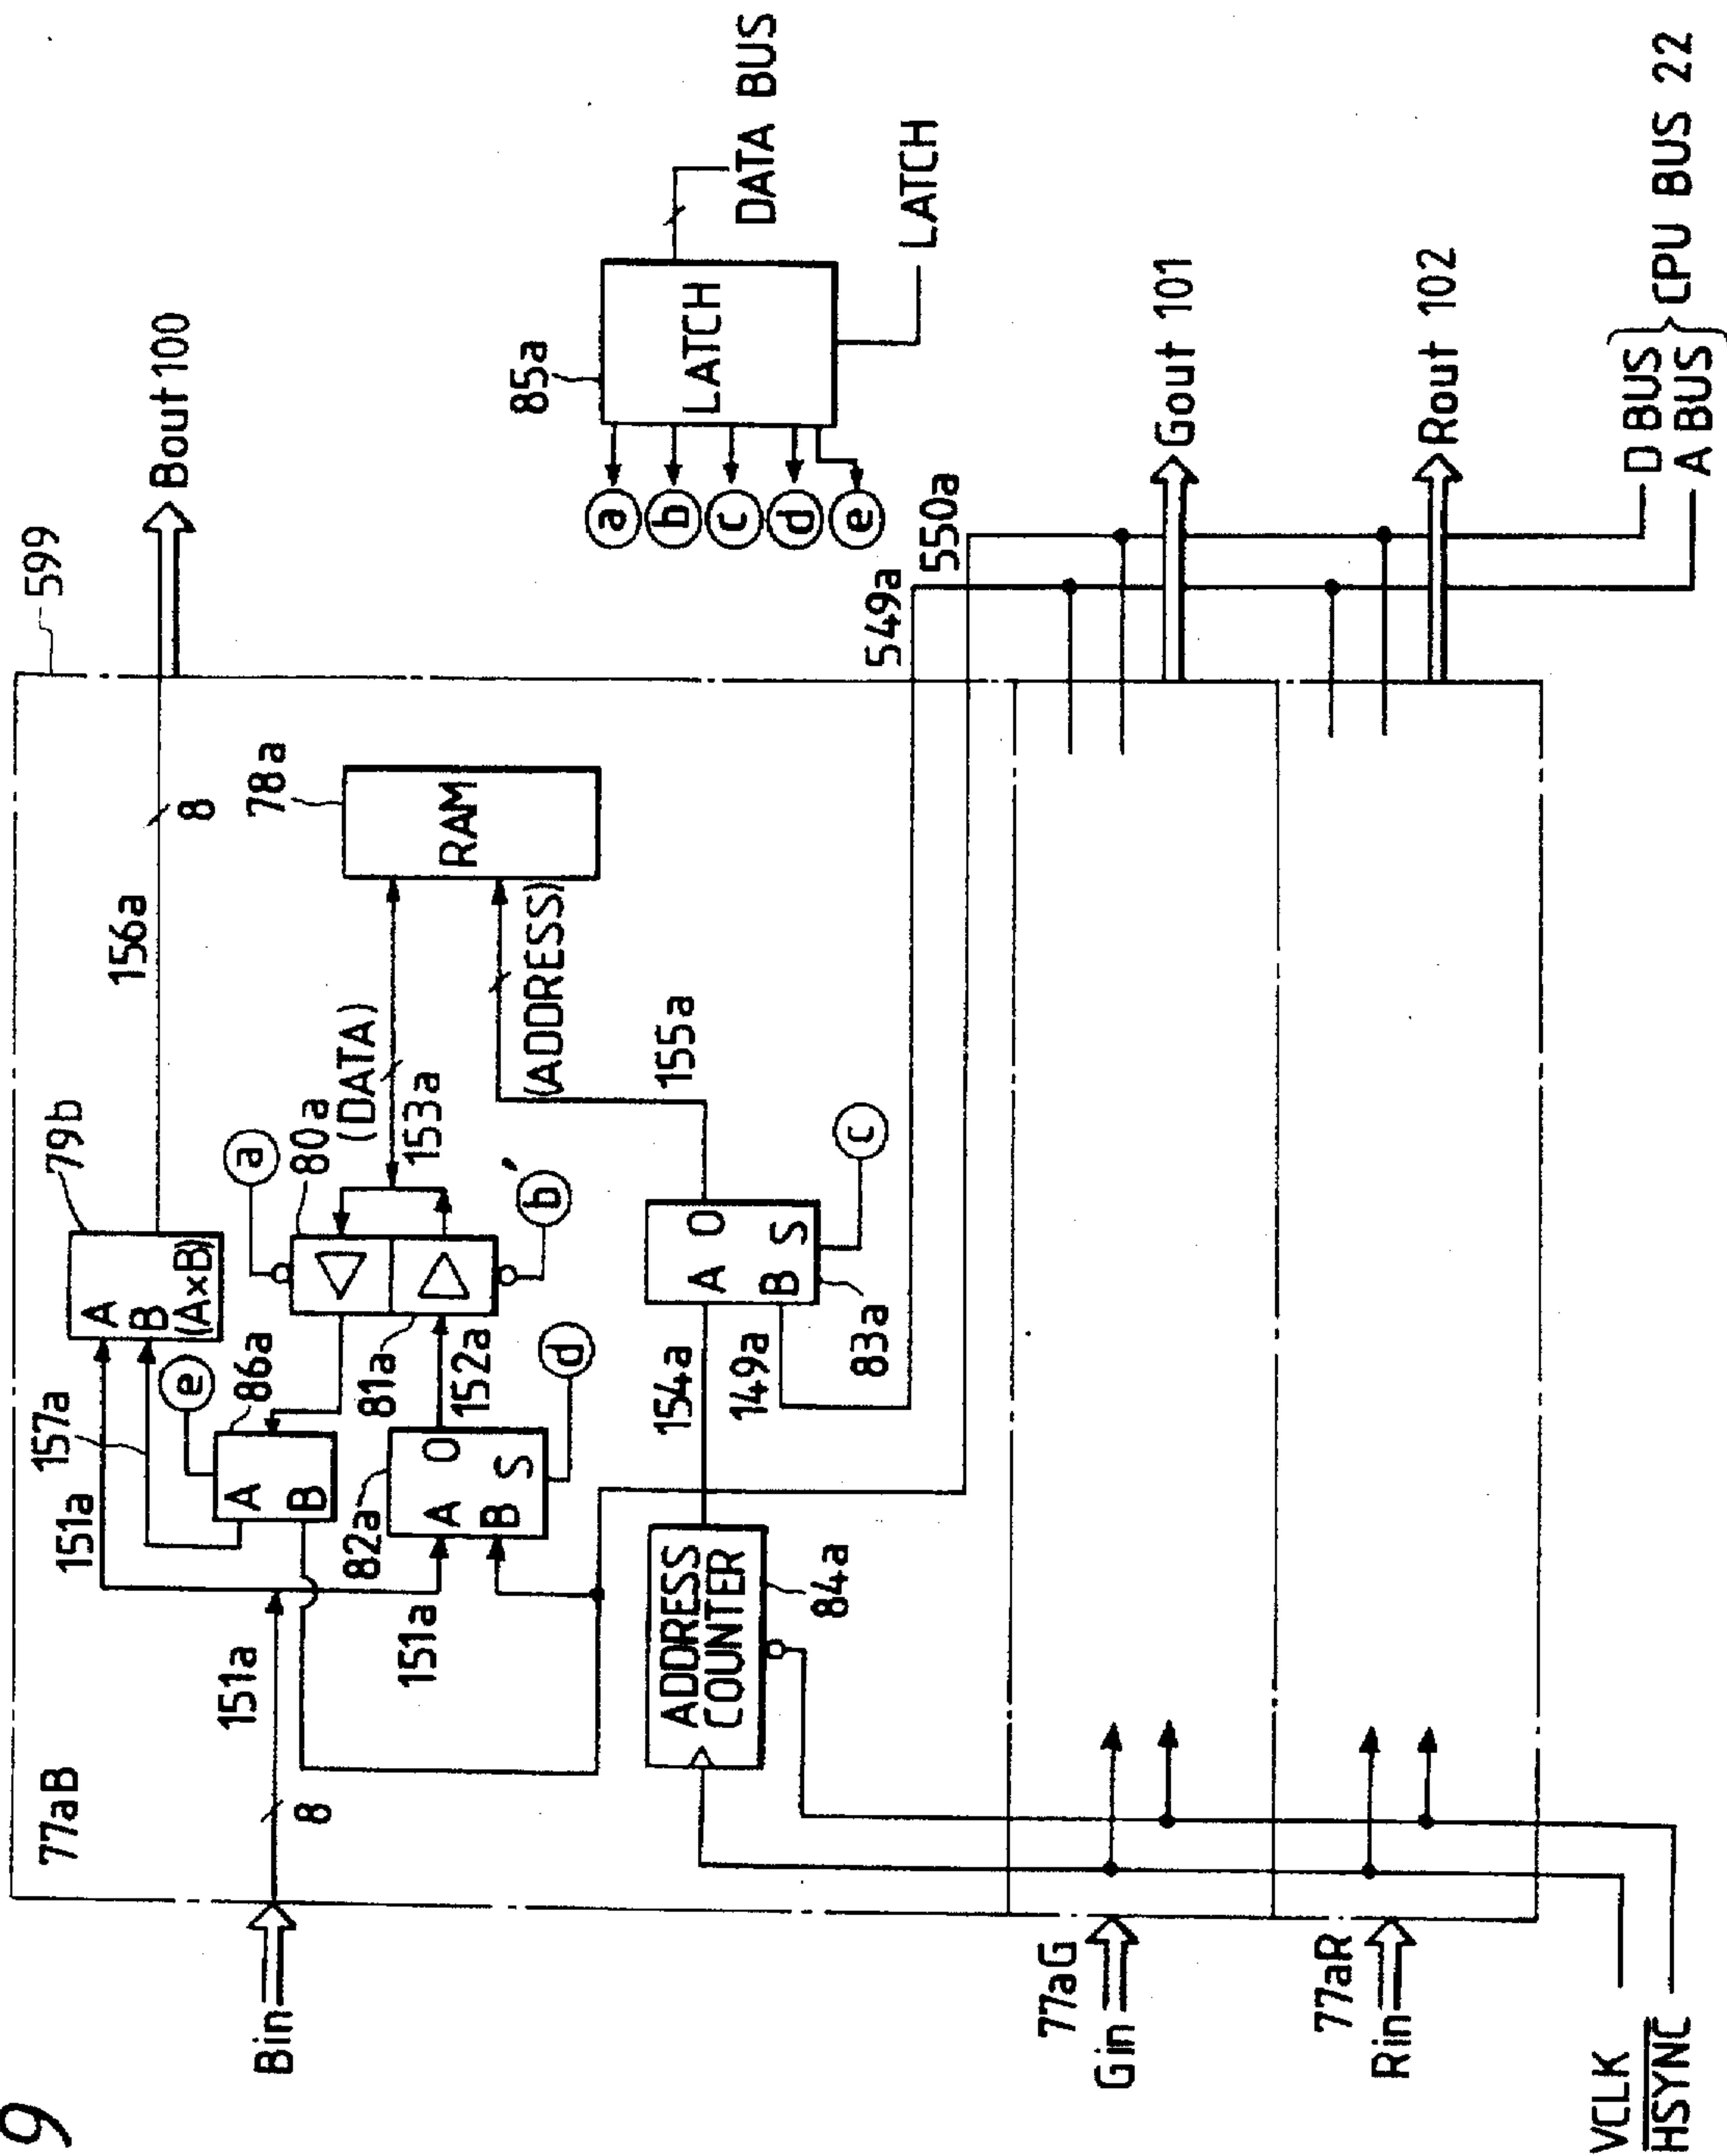 9
599
77aB
Bin
8
151a
151a
151a
157a
A
B
(A×B)
79b
156a
8
Bout 100
e
86a
A
B
a
80a
(DATA)
153a
78a
RAM
82a
A
B
O
S
81a
152a
b'
d
(ADDRESS)
155a
ADDRESS
COUNTER
84a
154a
149a
A
B
O
S
83a
c
85a
LATCH
DATA BUS
LATCH
a
b
c
d
e
549a
550a
77aG
Gin
Gout 101
77aR
Rin
Rout 102
VCLK
HSYNC
D BUS
A BUS
CPU BUS 22